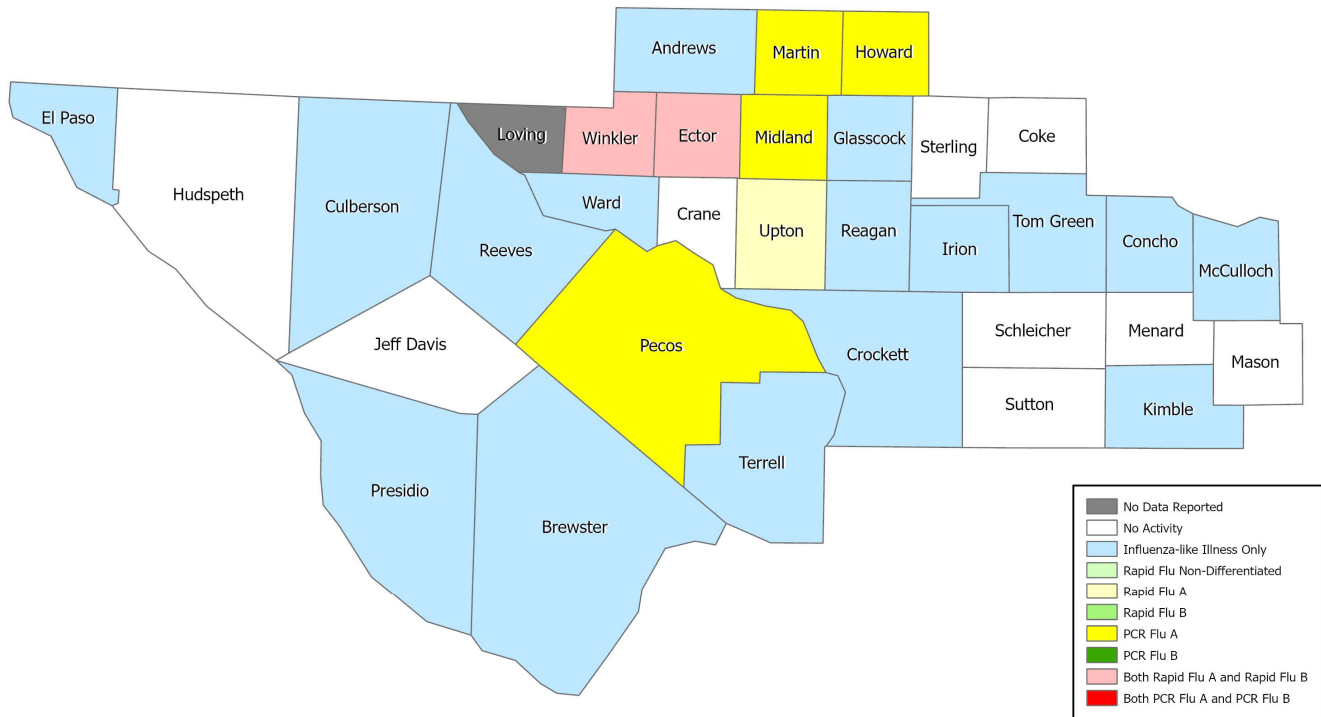 Andrews
Martin
Howard
El Paso
Loving
Winkler
Ector
Midland
Glasscock
Sterling
Coke
Hudspeth
Culberson
Ward
Crane
Upton
Reagan
Irion
Tom Green
Concho
McCulloch
Reeves
Jeff Davis
Pecos
Crockett
Schleicher
Menard
Mason
Sutton
Kimble
Terrell
Presidio
Brewster
No Data Reported
No Activity
Influenza-like Illness Only
Rapid Flu Non-Differentiated
Rapid Flu A
Rapid Flu B
PCR Flu A
PCR Flu B
Both Rapid Flu A and Rapid Flu B
Both PCR Flu A and PCR Flu B